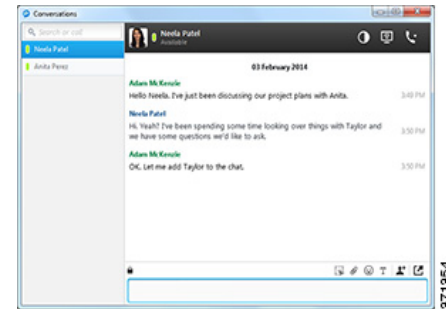 Conversations
Search or call
Neela Patel
Anita Perez
Neela Patel
Available
03 February 2014
Adam McKenzie
Hello Neela. I've just been discussing our project plans with Anita.
3:49 PM
Neela Patel
Hi. Yeah? I've been spending some time looking over things with Taylor and
we have some questions we'd like to ask.
3:50 PM
Adam McKenzie
OK. Let me add Taylor to the chat.
3:50 PM
371954